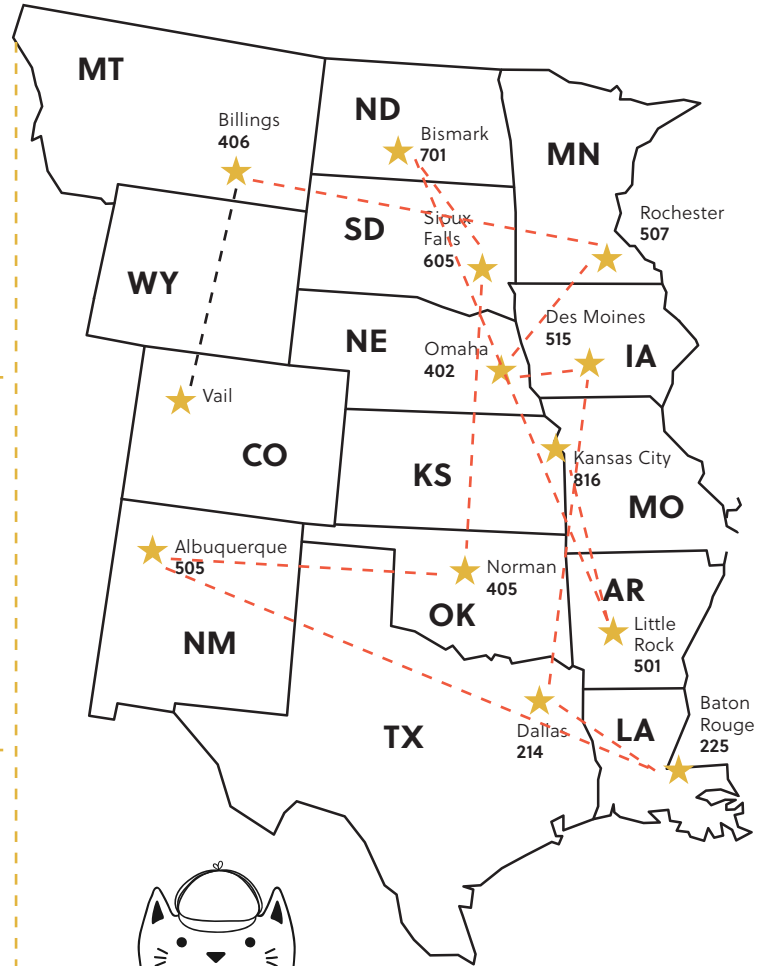 MT
Billings
406
ND
Bismark
701
MN
Rochester
507
SD
Sioux
Falls
605
WY
Des Moines
515
IA
NE
Omaha
402
Vail
CO
KS
Kansas City
816
MO
Albuquerque
505
Norman
405
OK
AR
Little
Rock
501
NM
TX
Dallas
214
LA
Baton
Rouge
225